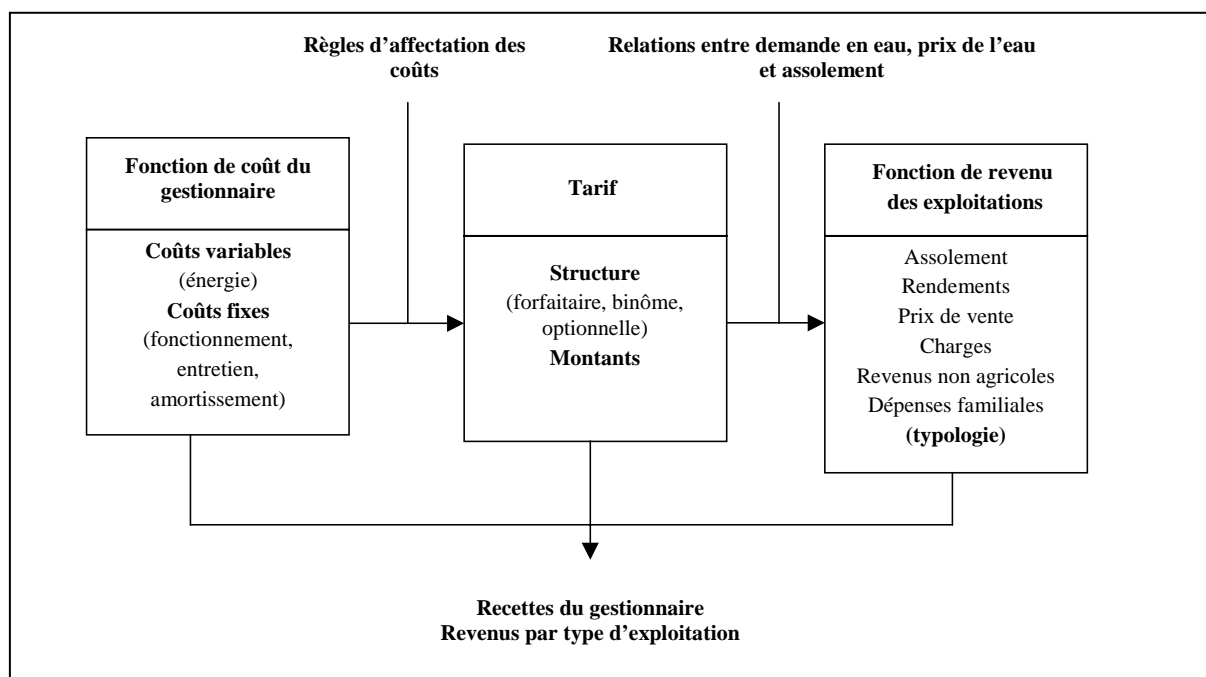 Règles d'affectation des
coûts
Relations entre demande en eau, prix de l'eau
et assolement
Fonction de coût du
gestionnaire
Coûts variables
(énergie)
Coûts fixes
(fonctionnement,
entretien,
amortissement)
Tarif
Structure
(forfaitaire, binôme,
optionnelle)
Montants
Fonction de revenu
des exploitations
Assolement
Rendements
Prix de vente
Charges
Revenus non agricoles
Dépenses familiales
(typologie)
Recettes du gestionnaire
Revenus par type d'exploitation